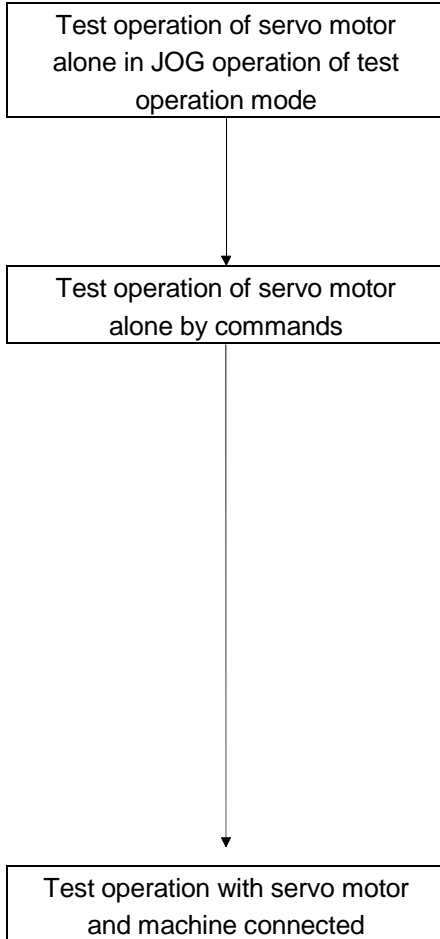 Test operation of servo motor
alone in JOG operation of test
operation mode
Test operation of servo motor
alone by commands
Test operation with servo motor
and machine connected